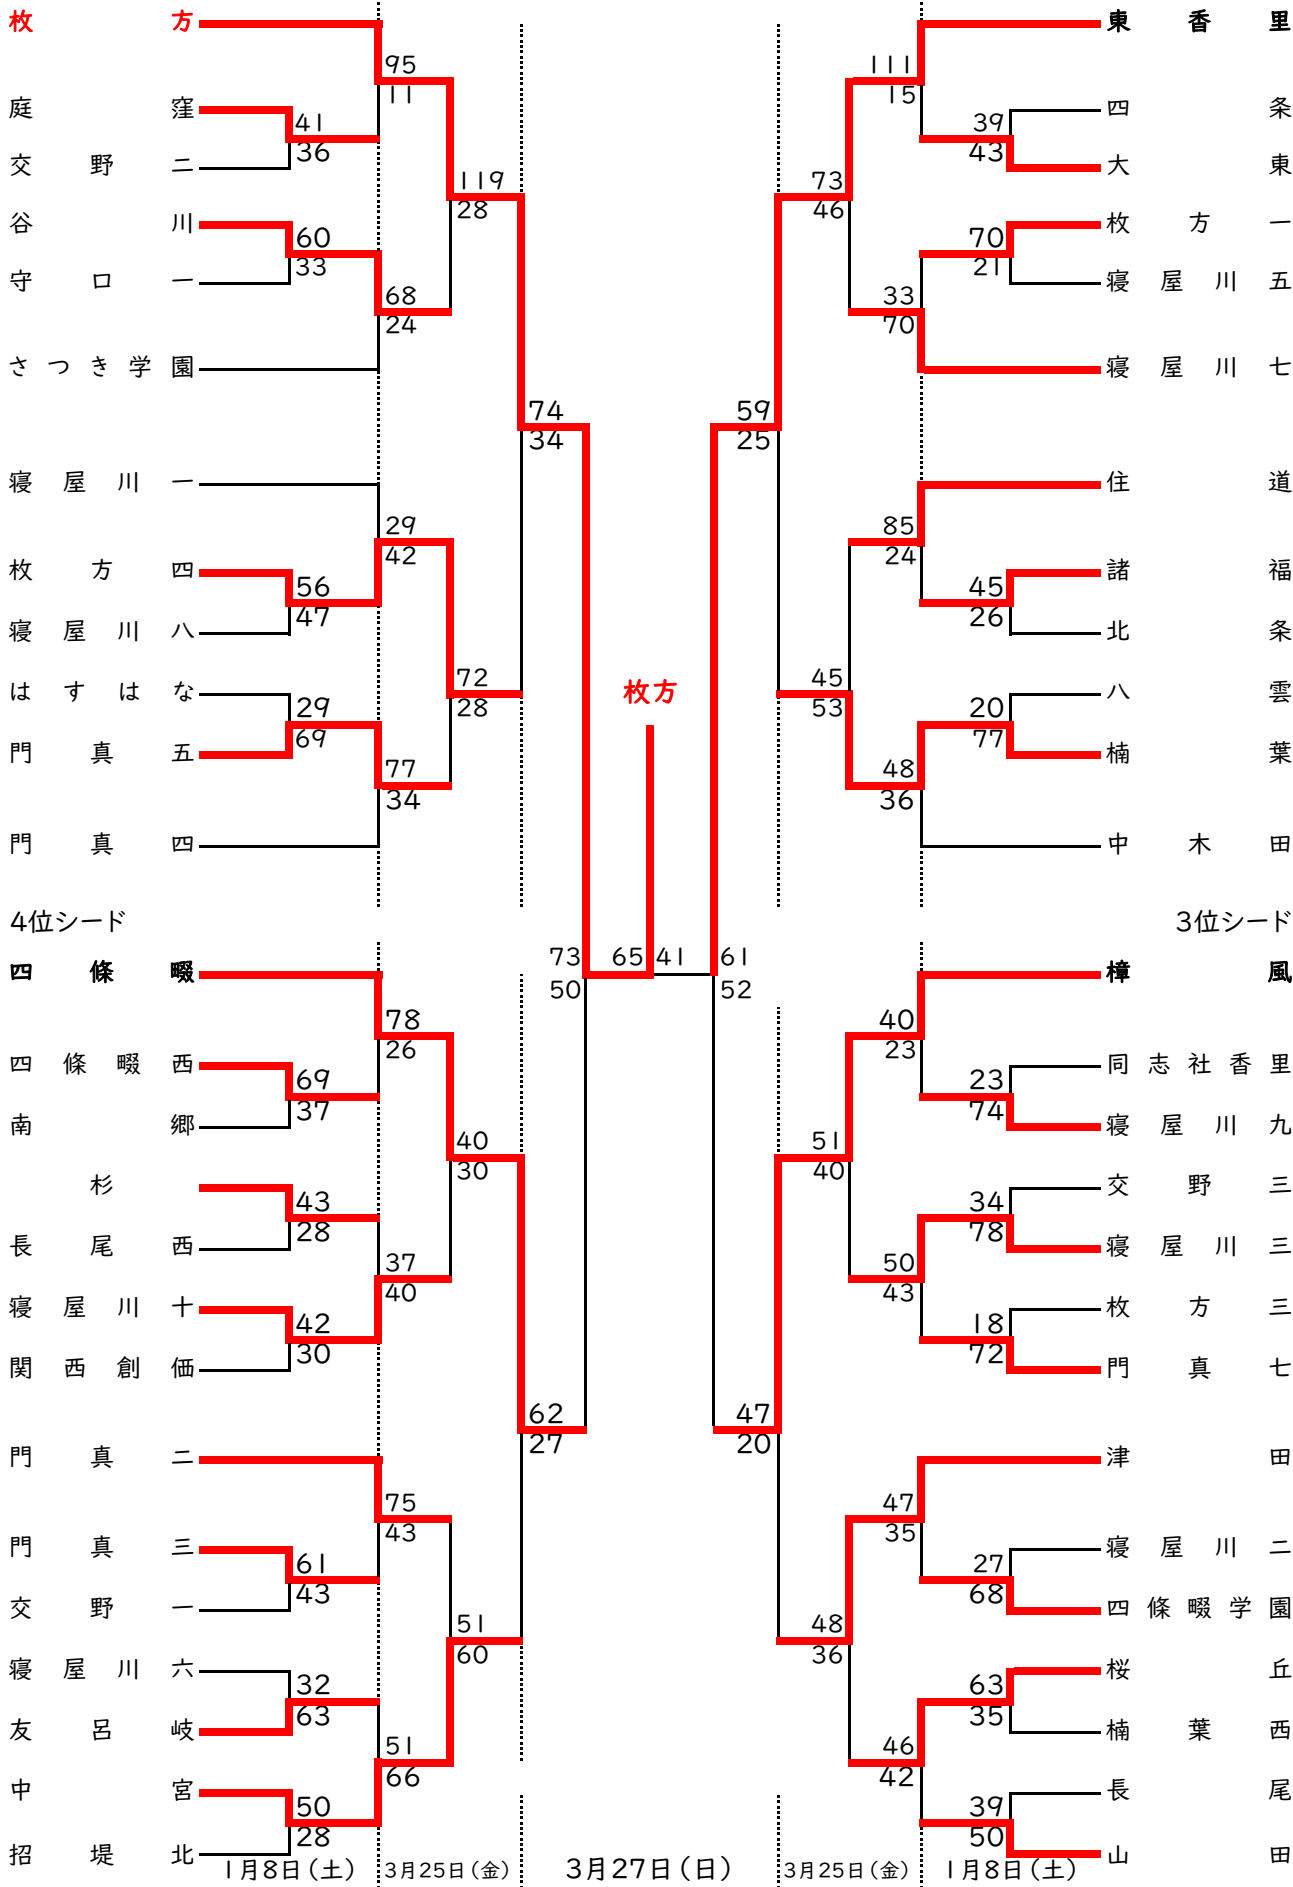 枚方 95 111 東香里
11 15
庭窪 41 39 四条
交野二 36 43 大東
119 73
28 46
谷川 60 70 枚方一
守口一 33 21 寝屋川五
68 33
24 70
さつき学園 寝屋川七
74 59
34 25
寝屋川一 住道
29 85
42 24
枚方四 56 45 諸福
寝屋川八 47 26 北条
72 枚方 45
28 53
はすはな 29 20 八雲
門真五 69 77 楠葉
77 48
34 36
門真四 中木田
4位シード 3位シード
73 65 41 61
50 52
四條畷 樟風
78 40
26 23
四條畷西 69 23 同志社香里
南郷 37 74 寝屋川九
40 51
30 40
杉 43 34 交野三
長尾西 28 78 寝屋川三
37 50
40 43
寝屋川十 42 18 枚方三
関西創価 30 72 門真七
62 47
27 20
門真二 津田
75 47
43 35
門真三 61 27 寝屋川二
交野一 43 68 四條畷学園
51 48
60 36
寝屋川六 32 63 桜丘
友呂岐 63 35 楠葉西
51 46
66 42
中宮 50 39 長尾
招堤北 28 50 山田
1月8日(土) 3月25日(金) 3月27日(日) 3月25日(金) 1月8日(土)